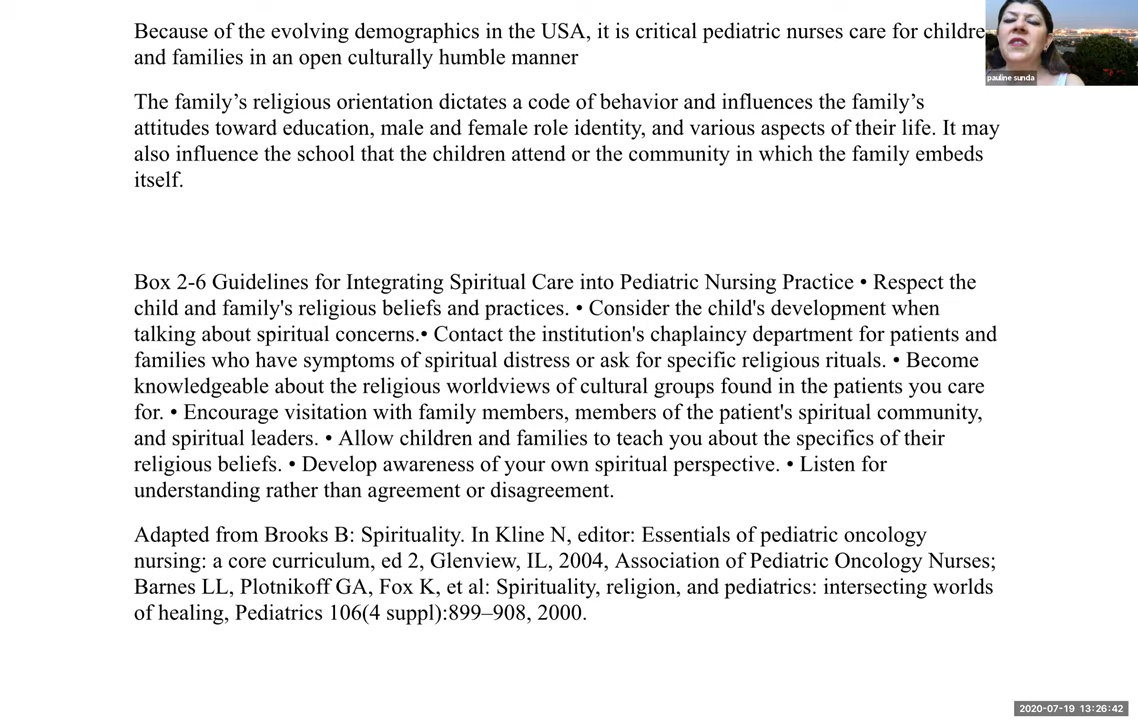 Because of the evolving demographics in the USA, it is critical pediatric nurses care for childre
and families in an open culturally humble manner
pauline sunda
The family’s religious orientation dictates a code of behavior and influences the family’s
attitudes toward education, male and female role identity, and various aspects of their life. It may
also influence the school that the children attend or the community in which the family embeds
itself.
Box 2-6 Guidelines for Integrating Spiritual Care into Pediatric Nursing Practice • Respect the
child and family's religious beliefs and practices. • Consider the child's development when
talking about spiritual concerns.• Contact the institution's chaplaincy department for patients and
families who have symptoms of spiritual distress or ask for specific religious rituals. • Become
knowledgeable about the religious worldviews of cultural groups found in the patients you care
for. • Encourage visitation with family members, members of the patient's spiritual community,
and spiritual leaders. • Allow children and families to teach you about the specifics of their
religious beliefs. • Develop awareness of your own spiritual perspective. • Listen for
understanding rather than agreement or disagreement.
Adapted from Brooks B: Spirituality. In Kline N, editor: Essentials of pediatric oncology
nursing: a core curriculum, ed 2, Glenview, IL, 2004, Association of Pediatric Oncology Nurses;
Barnes LL, Plotnikoff GA, Fox K, et al: Spirituality, religion, and pediatrics: intersecting worlds
of healing, Pediatrics 106(4 suppl):899–908, 2000.
2020-07-19 13:26:42